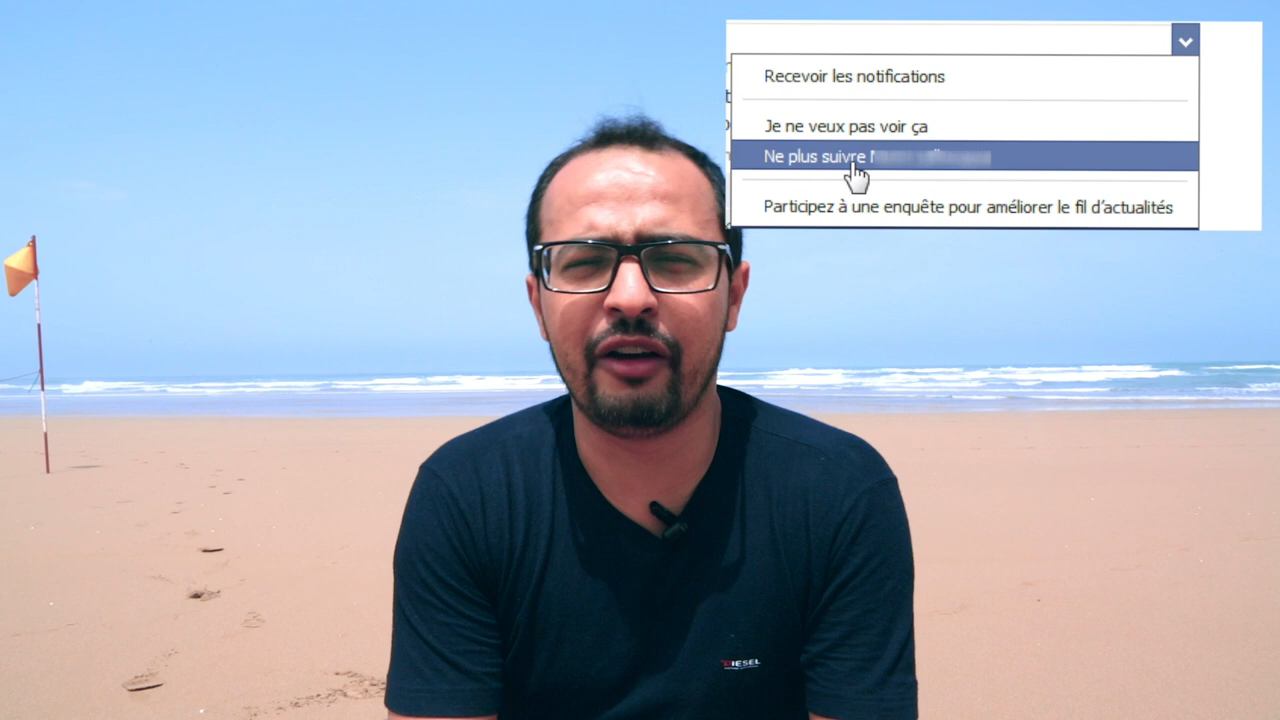 Recevoir les notifications
Je ne veux pas voir ça
Ne plus suivre
Participez à une enquête pour améliorer le fil d'actualités
DIESEL